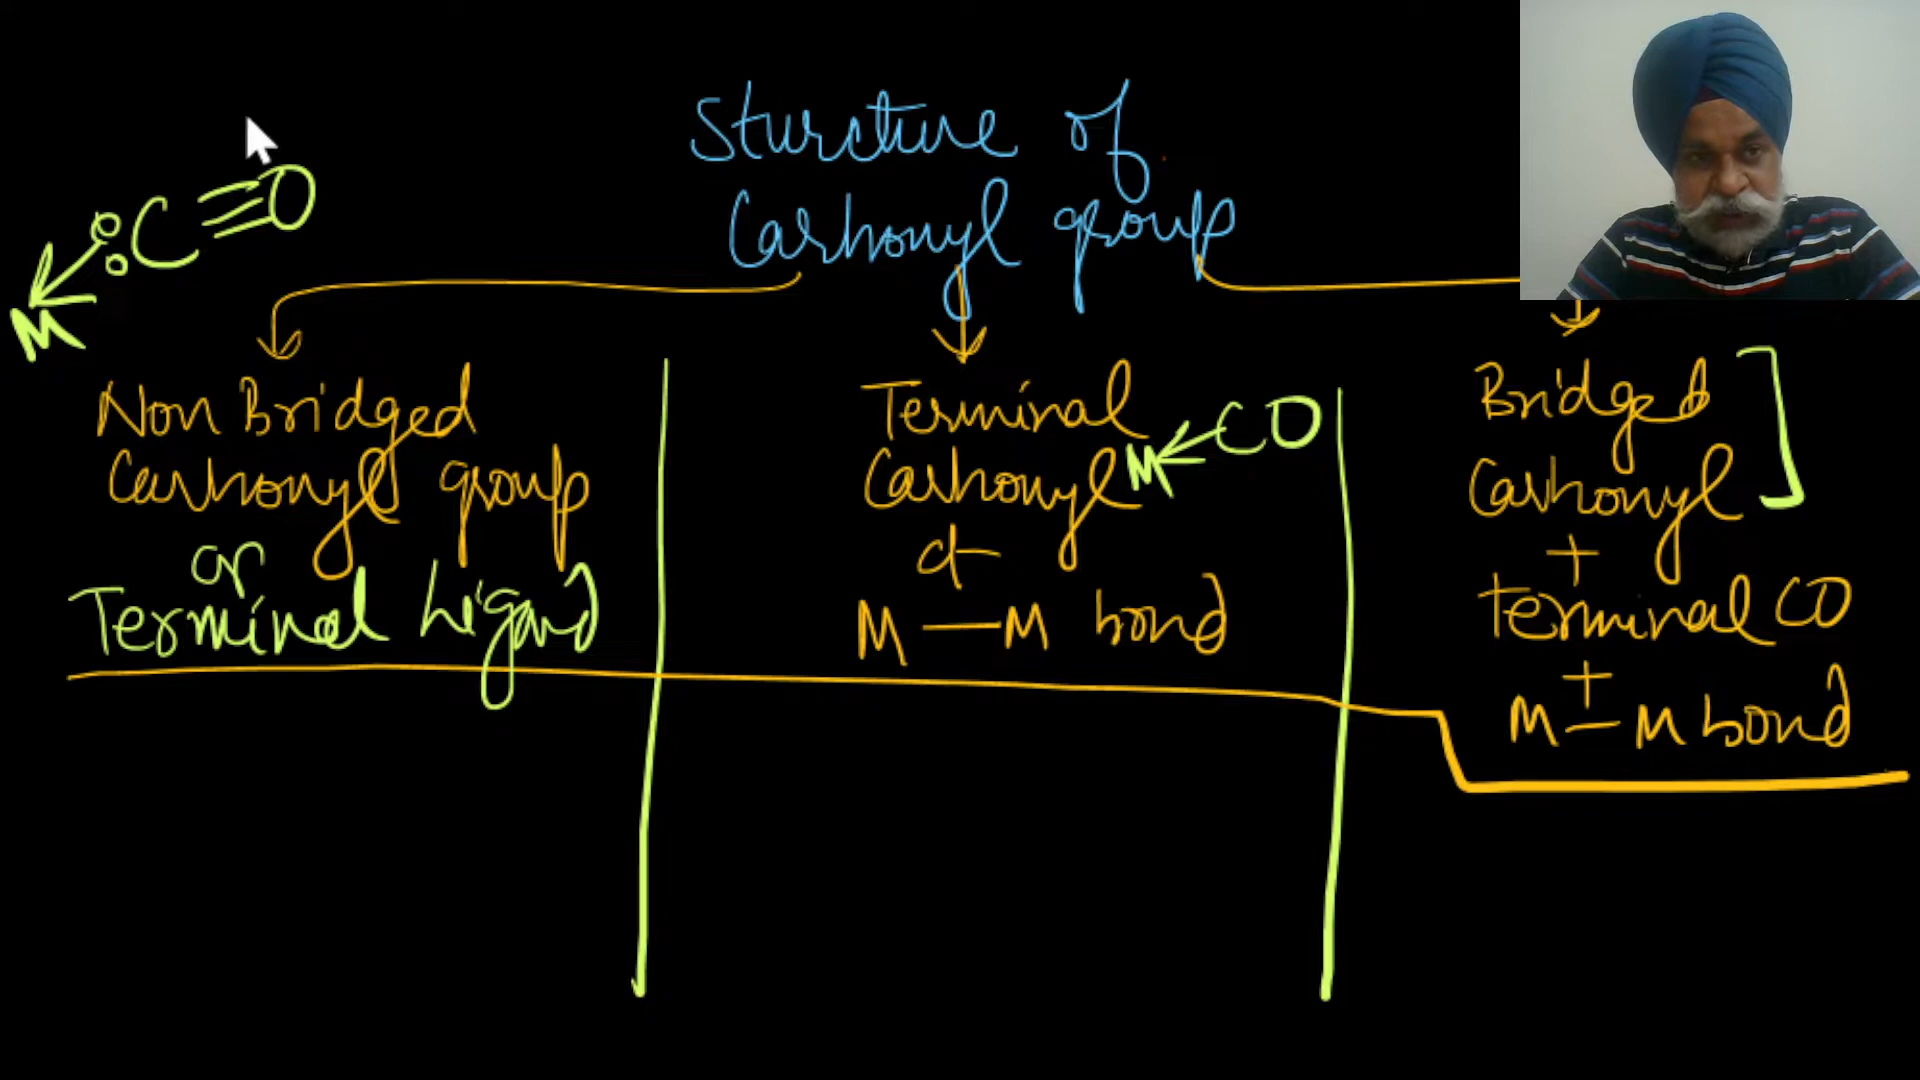 Sturcture of
Carbonyl group
:C≡O
M
Non Bridged
Carbonyl group
or
Terminal Ligand
Terminal
Carbonyl
M ← CO
+
M — M bond
Bridged
Carbonyl
+
terminal CO
+
M — M bond